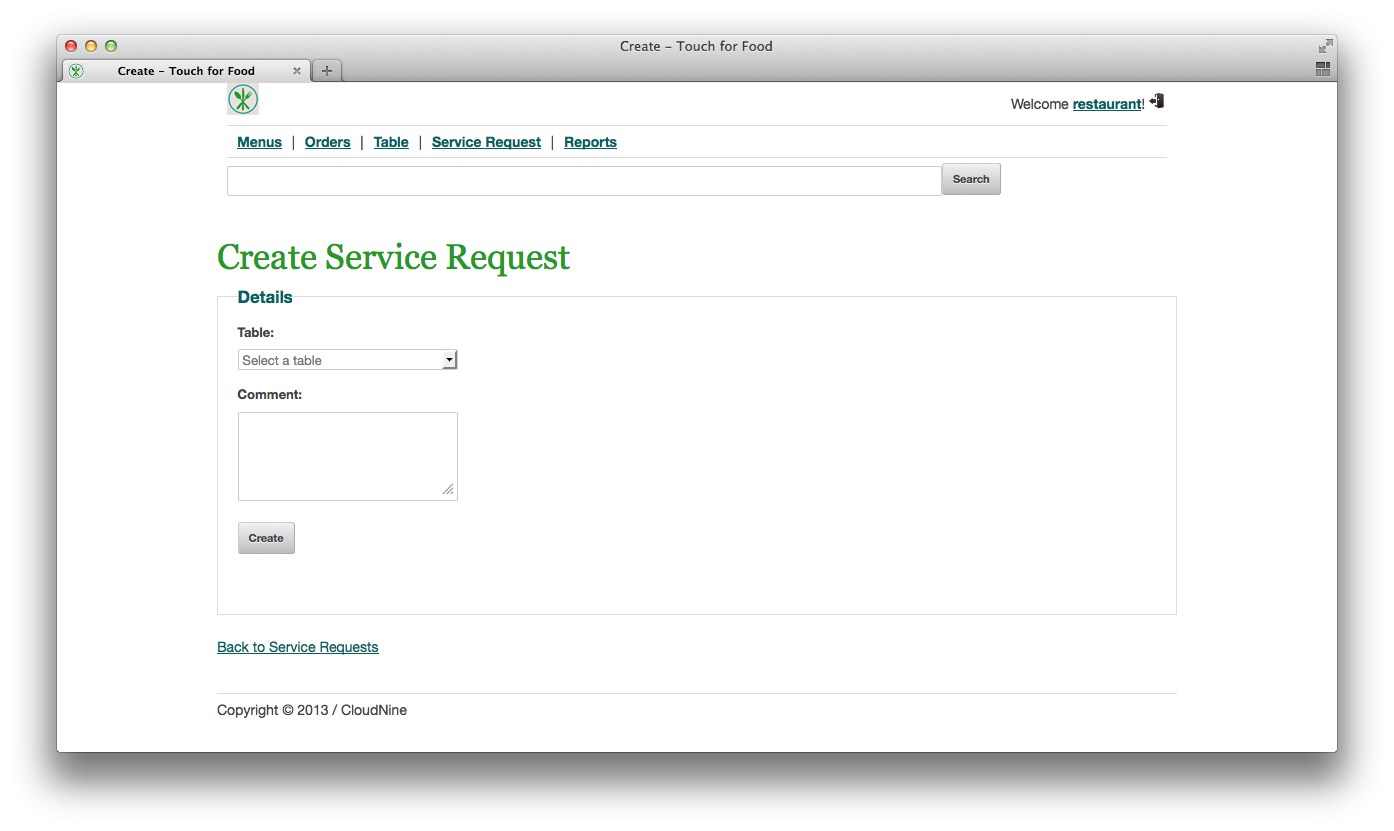 Create – Touch for Food
Create – Touch for Food
Welcome restaurant!
Menus | Orders | Table | Service Request | Reports
Search
Create Service Request
Details
Table:
Select a table
Comment:
Create
Back to Service Requests
Copyright © 2013 / CloudNine